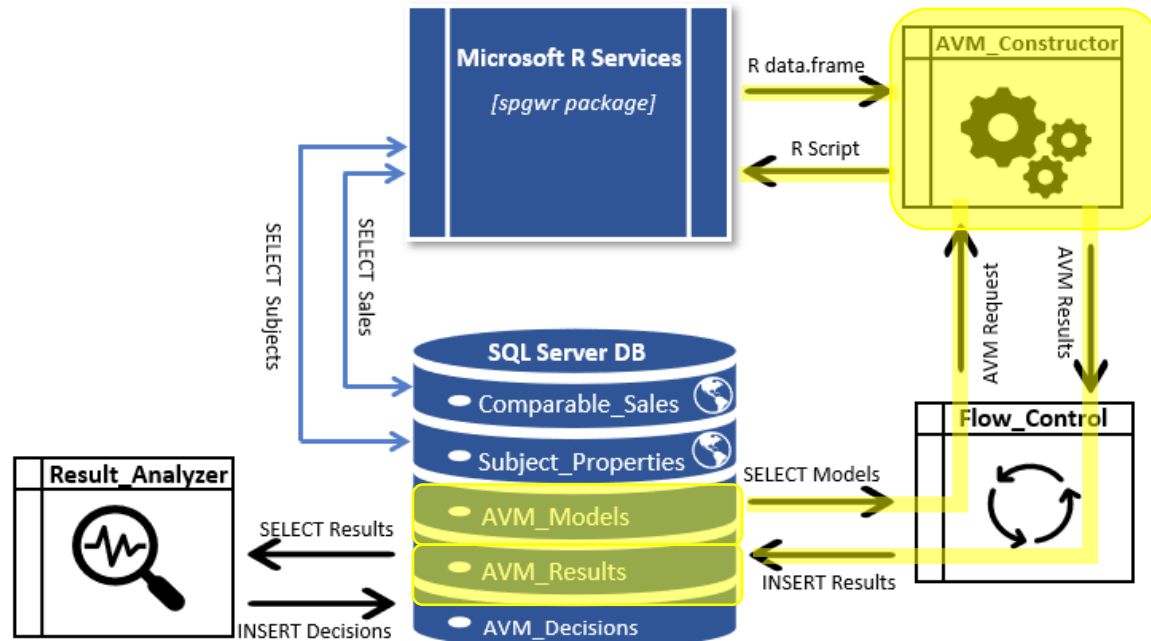 Microsoft R Services
[spgwr package]
R data.frame
AVM_Constructor
R Script
SELECT Subjects
SELECT Sales
AVM Request
AVM Results
SQL Server DB
Comparable_Sales
Subject_Properties
AVM_Models
AVM_Results
AVM_Decisions
Flow_Control
SELECT Models
INSERT Results
Result_Analyzer
SELECT Results
INSERT Decisions